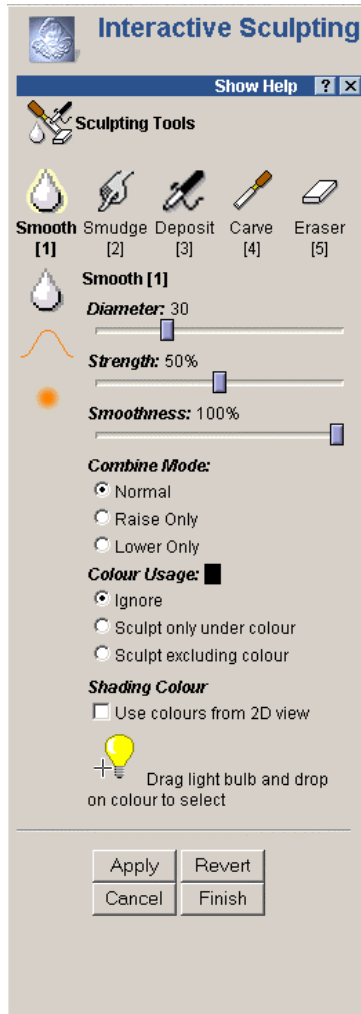 Interactive Sculpting
Show Help ? ×
Sculpting Tools
Smooth Smudge Deposit Carve Eraser
[1] [2] [3] [4] [5]
Smooth [1]
Diameter: 30
Strength: 50%
Smoothness: 100%
Combine Mode:
Normal
Raise Only
Lower Only
Colour Usage:
Ignore
Sculpt only under colour
Sculpt excluding colour
Shading Colour
Use colours from 2D view
Drag light bulb and drop
on colour to select
Apply Revert
Cancel Finish